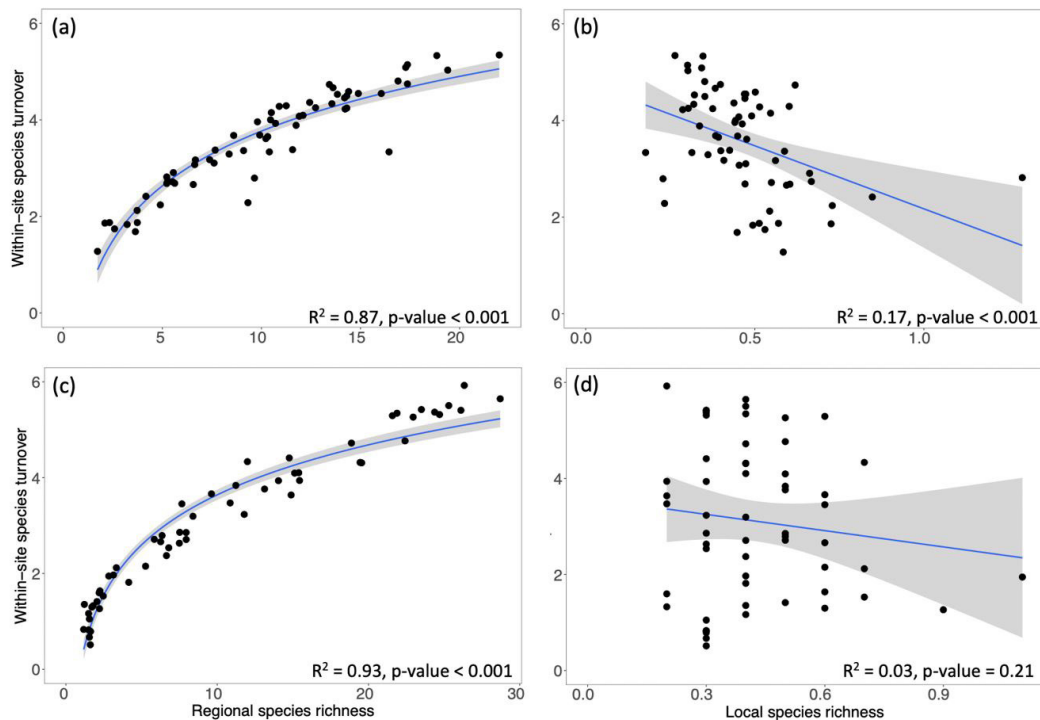 (a)
6
4
2
0
Within-site species turnover
R² = 0.87, p-value < 0.001
0 5 10 15 20
(b)
6
4
2
0
R² = 0.17, p-value < 0.001
0.0 0.5 1.0
(c)
6
4
2
0
Within-site species turnover
R² = 0.93, p-value < 0.001
0 10 20 30
Regional species richness
(d)
6
4
2
0
R² = 0.03, p-value = 0.21
0.0 0.3 0.6 0.9
Local species richness